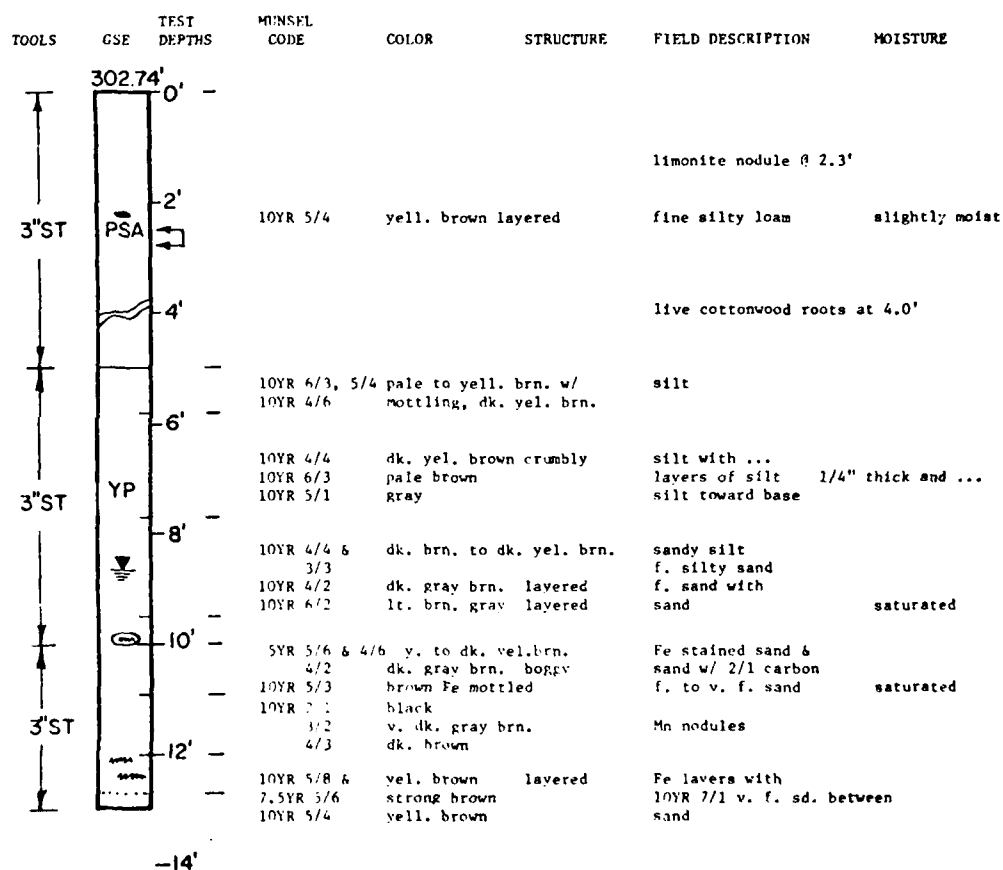 TEST MUNSEL
TOOLS GSE DEPTHS CODE COLOR STRUCTURE FIELD DESCRIPTION MOISTURE
302.74'
0'
limonite nodule @ 2.3'
2'
3"ST PSA 10YR 5/4 yell. brown layered fine silty loam slightly moist
4' live cottonwood roots at 4.0'
10YR 6/3, 5/4 pale to yell. brn. w/ silt
10YR 4/6 mottling, dk. yel. brn.
6'
10YR 4/4 dk. yel. brown crumbly silt with ...
10YR 6/3 pale brown layers of silt 1/4" thick and ...
3"ST YP 10YR 5/1 gray silt toward base
8'
10YR 4/4 & dk. brn. to dk. yel. brn. sandy silt
3/3 f. silty sand
10YR 4/2 dk. gray brn. layered f. sand with
10YR 6/2 lt. brn. gray layered sand saturated
10' 5YR 5/6 & 4/6 y. to dk. yel.brn. Fe stained sand &
4/2 dk. gray brn. boggy sand w/ 2/1 carbon
10YR 5/3 brown Fe mottled f. to v. f. sand saturated
10YR black
3"ST 3/2 v. dk. gray brn. Mn nodules
12' 4/3 dk. brown
10YR 5/8 & yel. brown layered Fe layers with
7.5YR 5/6 strong brown 10YR 7/1 v. f. sd. between
10YR 5/4 yell. brown sand
14'